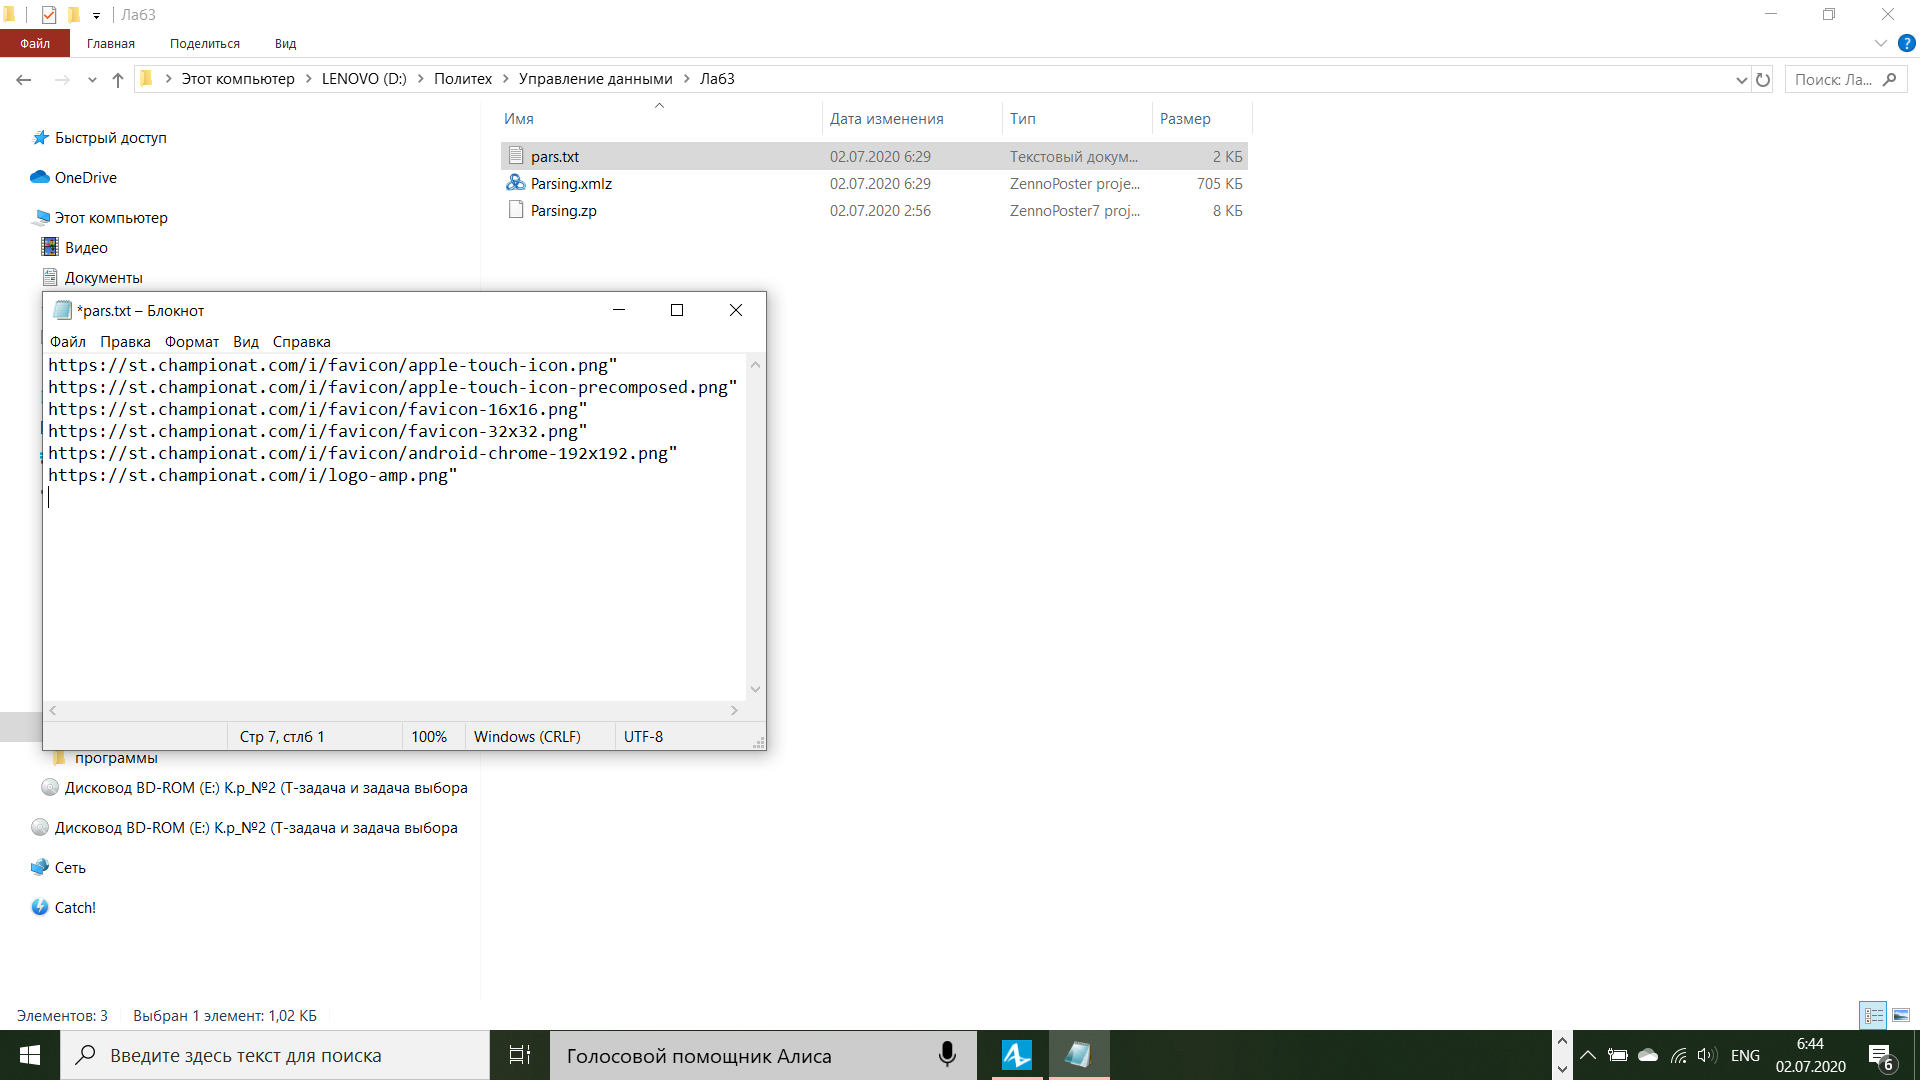 Лаб3
Файл Главная Поделиться Вид
Этот компьютер LENOVO (D:) Политех Управление данными Лаб3
Поиск: Ла...
Имя Дата изменения Тип Размер
pars.txt 02.07.2020 6:29 Текстовый докум... 2 КБ
Parsing.xmlz 02.07.2020 6:29 ZennoPoster proje... 705 КБ
Parsing.zp 02.07.2020 2:56 ZennoPoster7 proj... 8 КБ
Быстрый доступ
OneDrive
Этот компьютер
Видео
Документы
*pars.txt – Блокнот
Файл Правка Формат Вид Справка
https://st.championat.com/i/favicon/apple-touch-icon.png"
https://st.championat.com/i/favicon/apple-touch-icon-precomposed.png"
https://st.championat.com/i/favicon/favicon-16x16.png"
https://st.championat.com/i/favicon/favicon-32x32.png"
https://st.championat.com/i/favicon/android-chrome-192x192.png"
https://st.championat.com/i/logo-amp.png"
Стр 7, стлб 1 100% Windows (CRLF) UTF-8
программы
Дисковод BD-ROM (E:) К.р_№2 (Т-задача и задача выбора
Дисковод BD-ROM (E:) К.р_№2 (Т-задача и задача выбора
Сеть
Catch!
Элементов: 3 Выбран 1 элемент: 1,02 КБ
Введите здесь текст для поиска
Голосовой помощник Алиса
ENG
6:44
02.07.2020
6